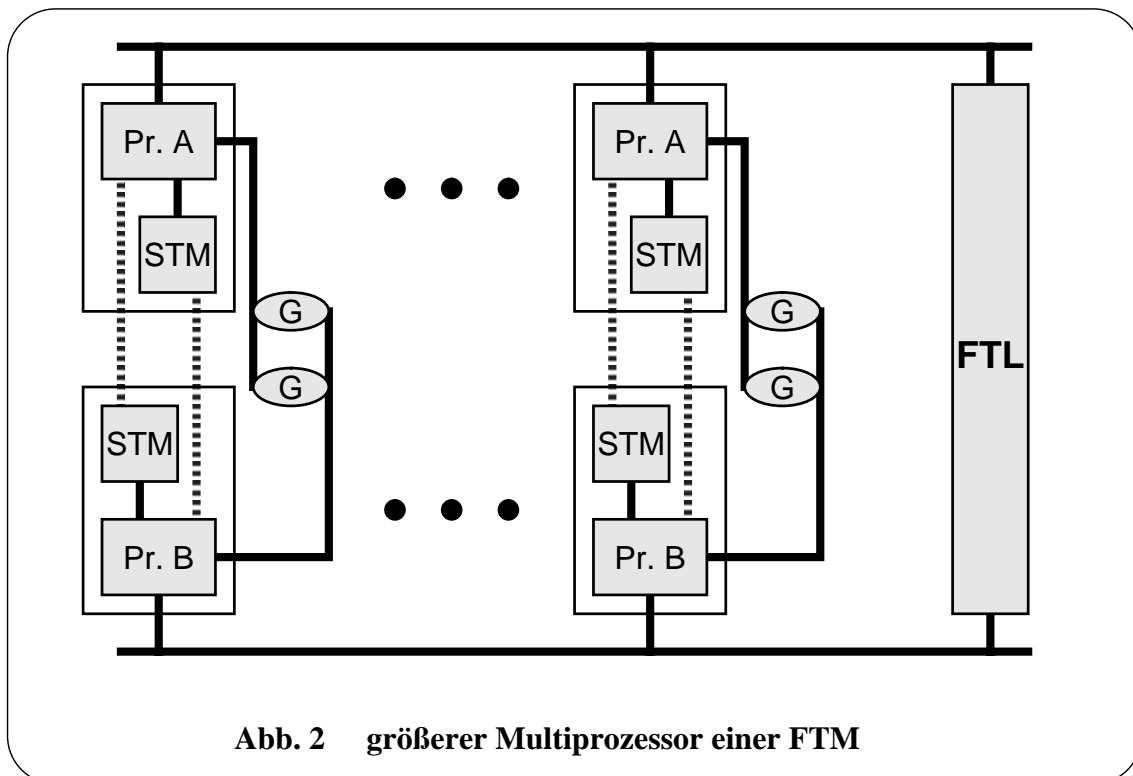 Pr. A
Pr. A
STM
STM
G
G
FTL
G
G
STM
STM
Pr. B
Pr. B
Abb. 2 größerer Multiprozessor einer FTM